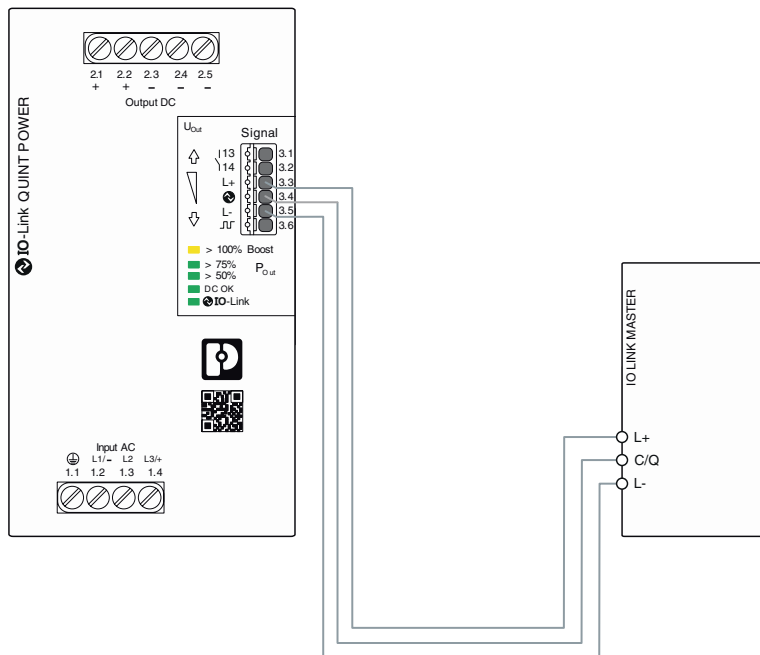 2.1 2.2 2.3 2.4 2.5
+ + – – –
Output DC
IO-Link QUINT POWER
UOut
Signal
13 3.1
14 3.2
L+ 3.3
3.4
L- 3.5
3.6
> 100% Boost
> 75%
> 50%
POut
DC OK
IO-Link
Input AC
L1/– L2 L3/+
1.1 1.2 1.3 1.4
IO LINK MASTER
L+
C/Q
L-